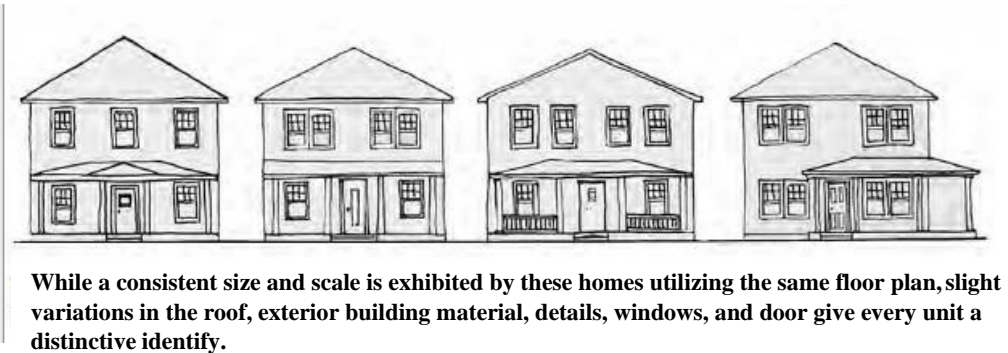 While a consistent size and scale is exhibited by these homes utilizing the same floor plan, slight
variations in the roof, exterior building material, details, windows, and door give every unit a
distinctive identify.